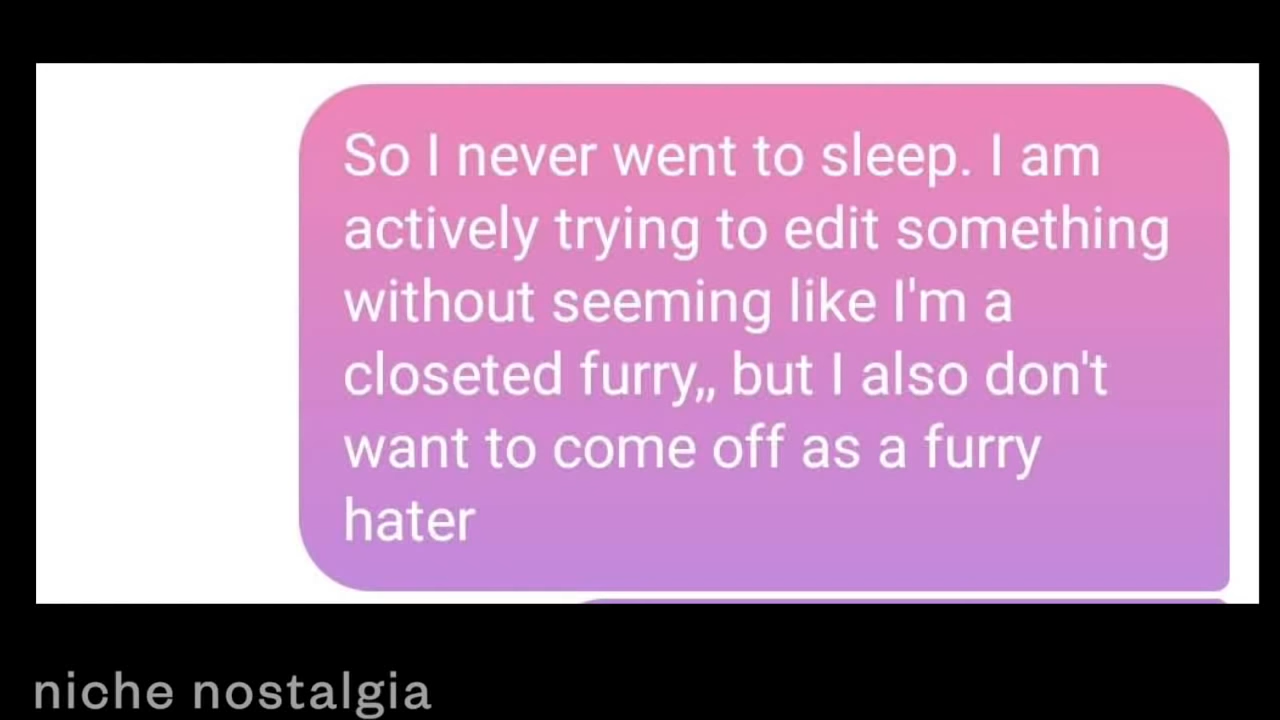 So I never went to sleep. I am
actively trying to edit something
without seeming like I'm a
closeted furry,, but I also don't
want to come off as a furry
hater
niche nostalgia